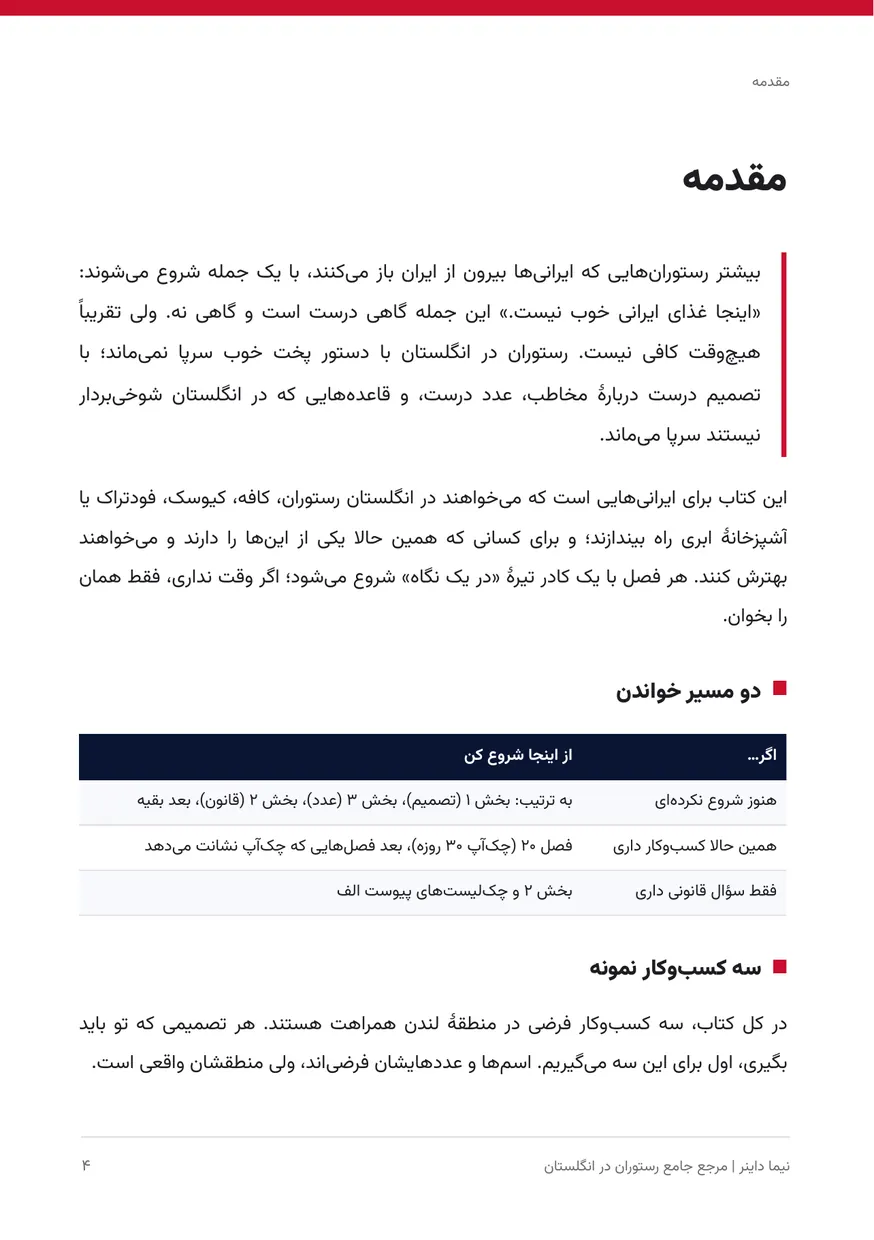 مقدمه
مقدمه
بیشتر رستوران‌هایی که ایرانی‌ها بیرون از ایران باز می‌کنند، با یک جمله شروع می‌شوند:
«اینجا غذای ایرانی خوب نیست.» این جمله گاهی درست است و گاهی نه. ولی تقریباً
هیچ‌وقت کافی نیست. رستوران در انگلستان با دستور پخت خوب سرپا نمی‌ماند؛ با
تصمیم درست دربارهٔ مخاطب، عدد درست، و قاعده‌هایی که در انگلستان شوخی‌بردار
نیستند سرپا می‌ماند.
این کتاب برای ایرانی‌هایی است که می‌خواهند در انگلستان رستوران، کافه، کیوسک، فودتراک یا
آشپزخانهٔ ابری راه بیندازند؛ و برای کسانی که همین حالا یکی از این‌ها را دارند و می‌خواهند
بهترش کنند. هر فصل با یک کادر تیرهٔ «در یک نگاه» شروع می‌شود؛ اگر وقت نداری، فقط همان
را بخوان.
دو مسیر خواندن
اگر… از اینجا شروع کن
هنوز شروع نکرده‌ای به ترتیب: بخش ۱ (تصمیم)، بخش ۳ (عدد)، بخش ۲ (قانون)، بعد بقیه
همین حالا کسب‌وکار داری فصل ۲۰ (چک‌آپ ۳۰ روزه)، بعد فصل‌هایی که چک‌آپ نشانت می‌دهد
فقط سؤال قانونی داری بخش ۲ و چک‌لیست‌های پیوست الف
سه کسب‌وکار نمونه
در کل کتاب، سه کسب‌وکار فرضی در منطقهٔ لندن همراهت هستند. هر تصمیمی که تو باید
بگیری، اول برای این سه می‌گیریم. اسم‌ها و عددهایشان فرضی‌اند، ولی منطقشان واقعی است.
نیما داینر | مرجع جامع رستوران در انگلستان ۴